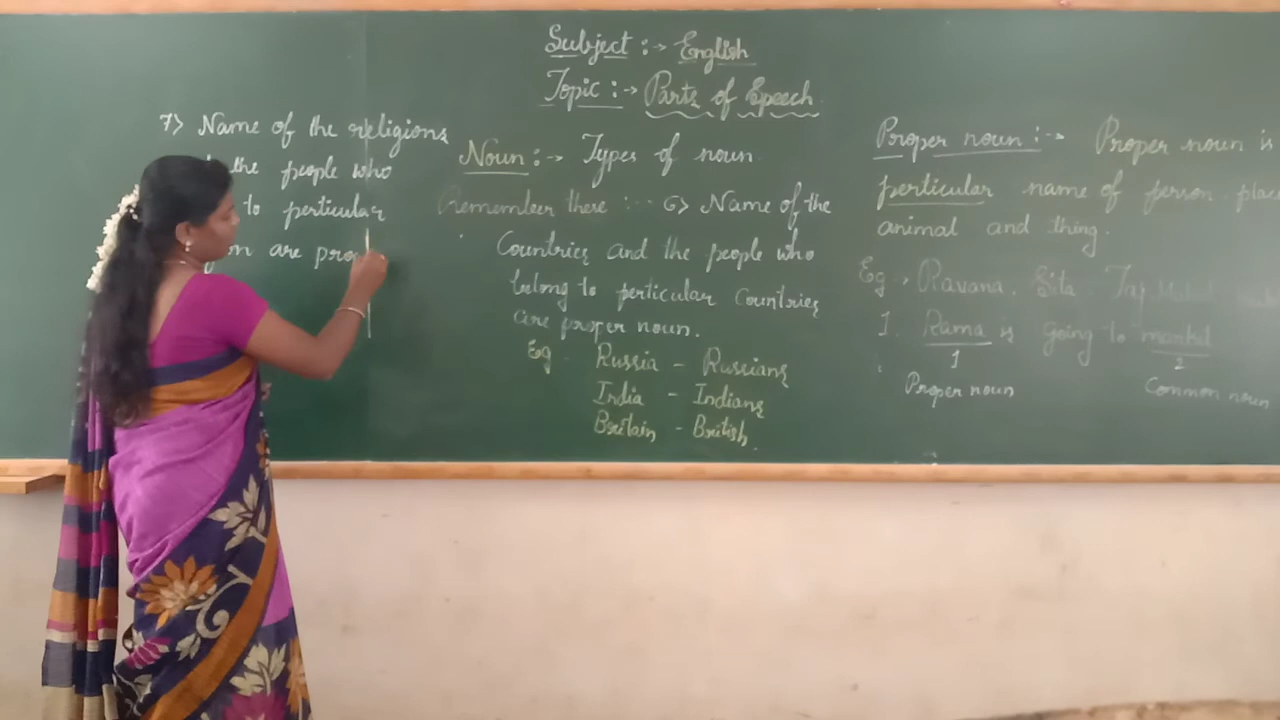 Subject :-> English
Topic :-> Parts of Speech
7> Name of the religions
the people who
to perticular
are pro
Noun :-> Types of noun
Remember these :-- 6> Name of the
Countries and the people who
belong to perticular Countries
are proper noun.
Eg Russia - Russians
India - Indians
Britain - British.
Proper noun :-> Proper noun is
perticular name of person place
animal and thing.
Eg -> Ravana. Sita Taj Mahal
1. Rama is going to market
1 2
Proper noun Common noun